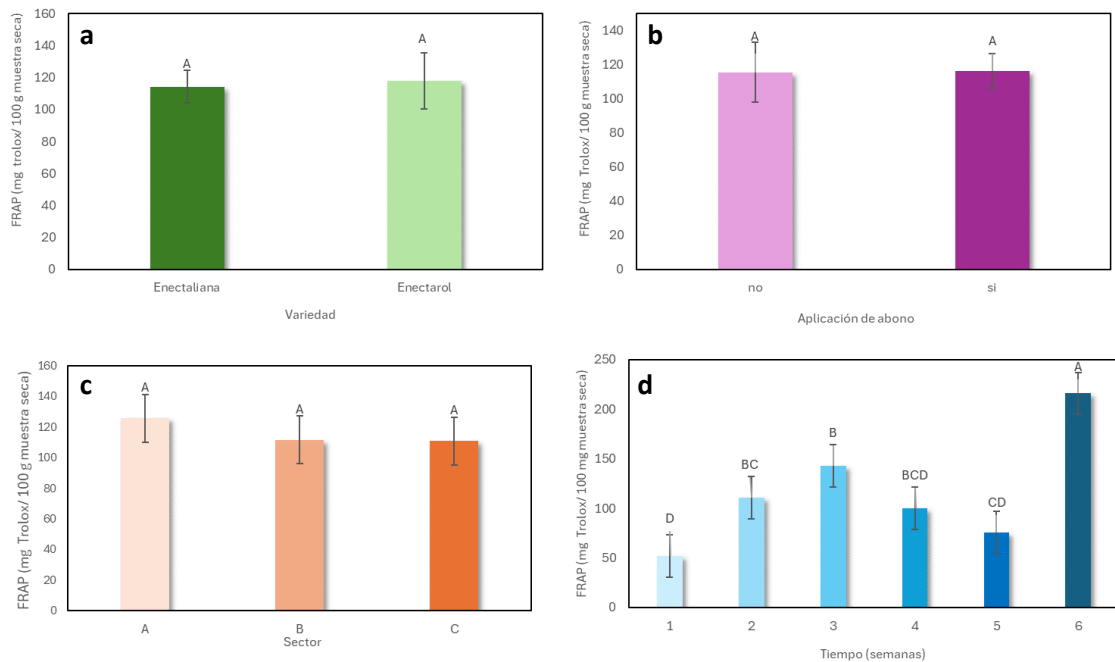 a
FRAP (mg trolox/ 100 g muestra seca)
160
140
120
100
80
60
40
20
0
A
A
Enectaliana
Enectarol
Variedad
b
FRAP (mg Trolox/ 100 g muestra seca)
160
140
120
100
80
60
40
20
0
A
A
no
si
Aplicación de abono
c
FRAP (mg Trolox/ 100 g muestra seca)
160
140
120
100
80
60
40
20
0
A
A
A
A
B
C
Sector
d
FRAP (mg Trolox/ 100 mg muestra seca)
250
200
150
100
50
0
D
BC
B
BCD
CD
A
1
2
3
4
5
6
Tiempo (semanas)